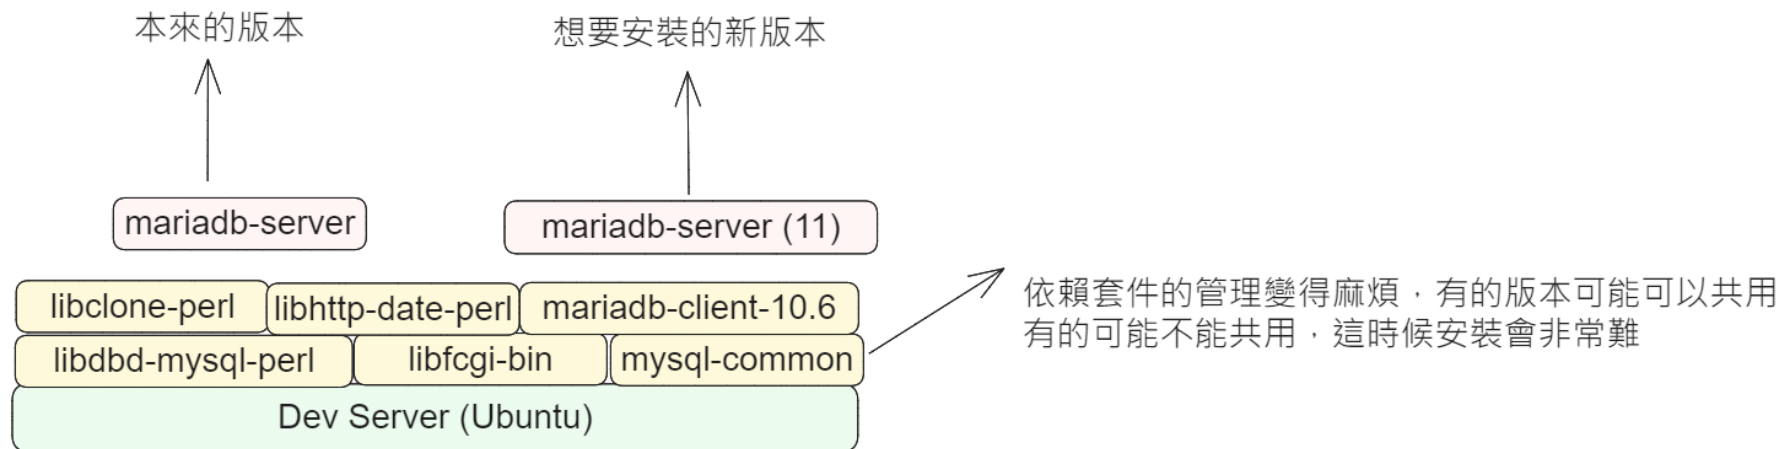 本來的版本
想要安裝的新版本
mariadb-server
mariadb-server (11)
libclone-perl
libhttp-date-perl
mariadb-client-10.6
依賴套件的管理變得麻煩，有的版本可能可以共用
有的可能不能共用，這時候安裝會非常難
libdbd-mysql-perl
libfcgi-bin
mysql-common
Dev Server (Ubuntu)